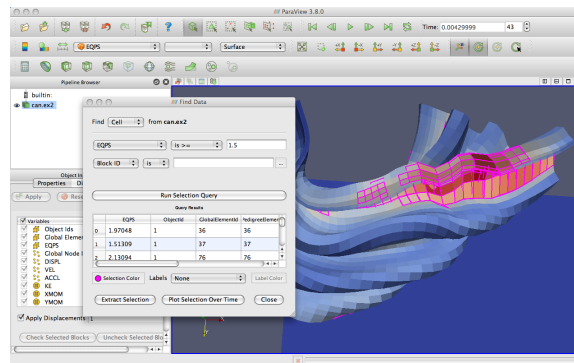 ParaView 3.8.0
Time: 0.00429999 43
EQPS Surface
Pipeline Browser
builtin:
can.ex2
Find Data
Find Cell from can.ex2
EQPS is >= 1.5
Block ID is ...
Run Selection Query
Query Results
EQPS ObjectId GlobalElementId PedigreeElement
0 1.97048 1 36 36
1 1.51309 1 37 37
2 2.13094 1 76 76
Selection Color Labels None Label Color
Extract Selection Plot Selection Over Time Close
Object In
Properties
Apply
Variables
Object Ids
Global Elemen
EQPS
Global Node I
DISPL
VEL
ACCL
KE
XMOM
YMOM
Apply Displacements 1
Check Selected Blocks Uncheck Selected Blo